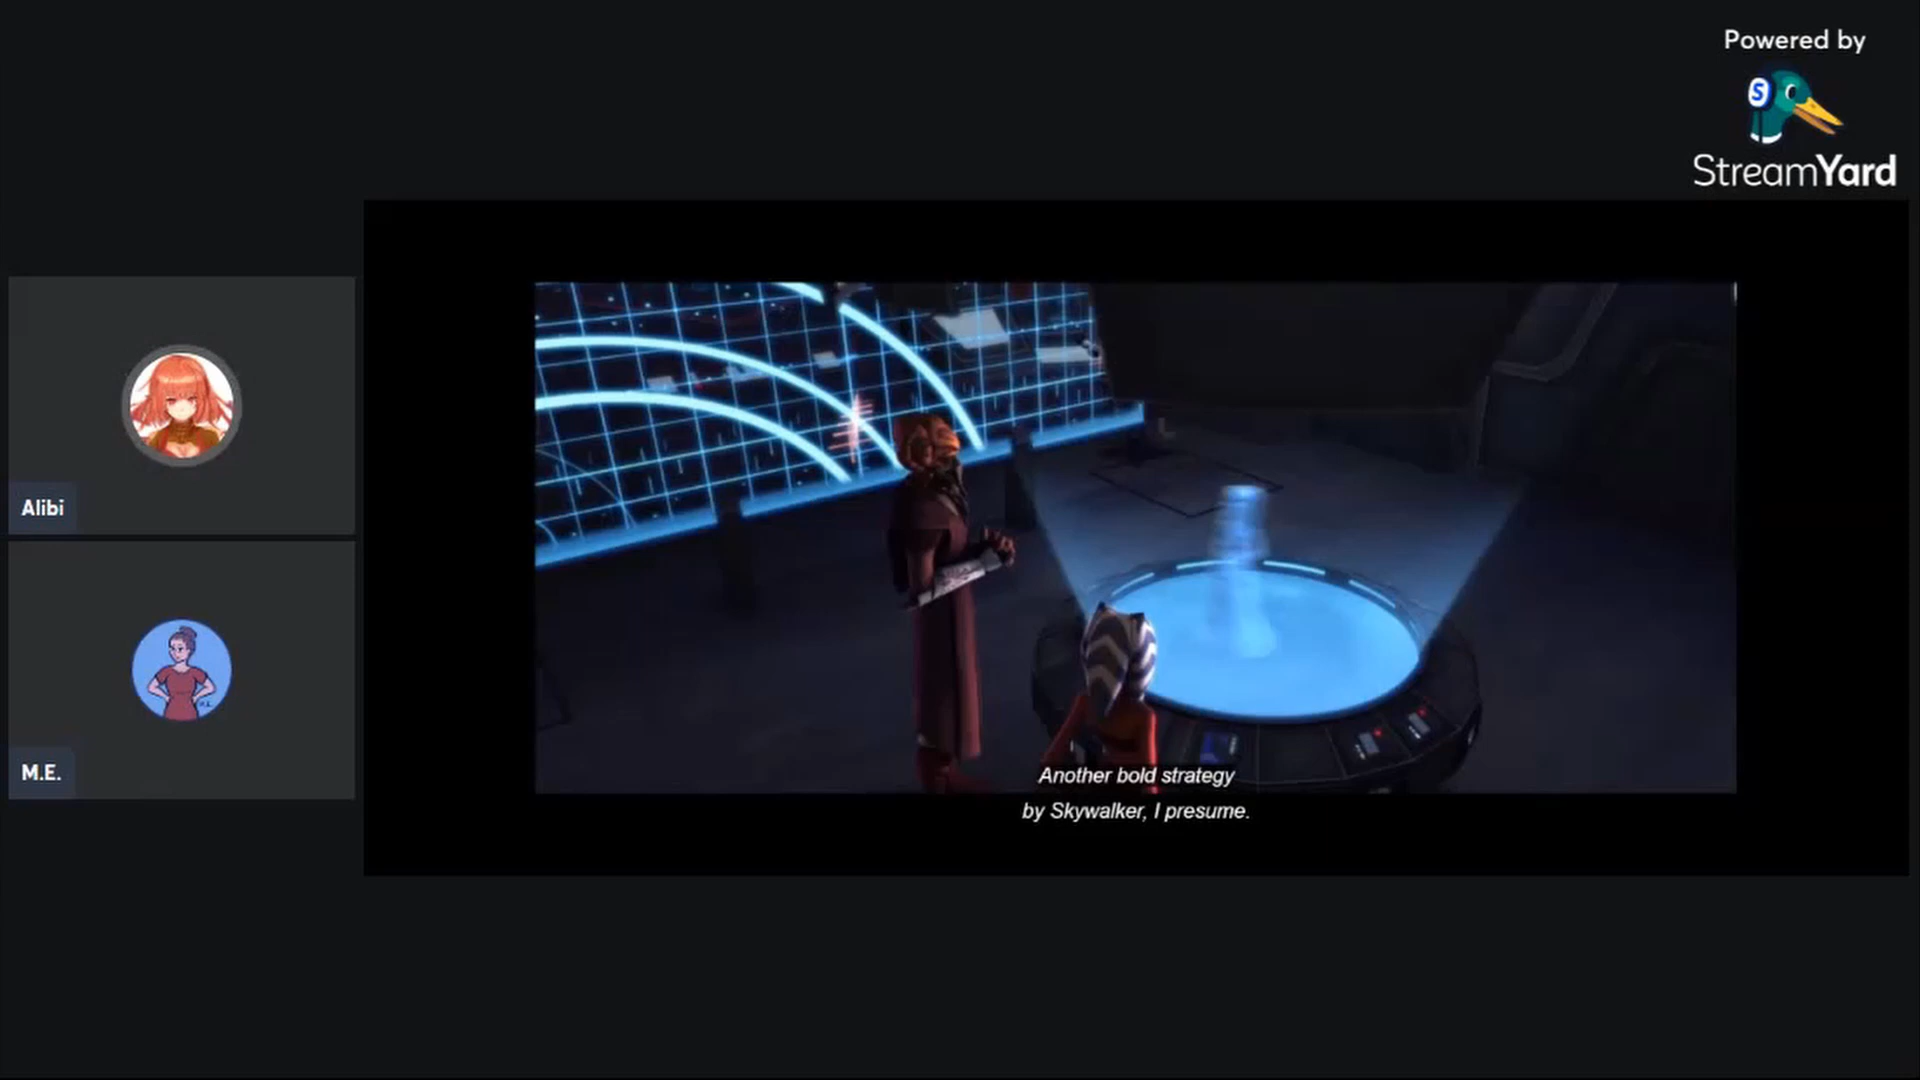 Powered by
S
StreamYard
Alibi
M.E.
Another bold strategy
by Skywalker, I presume.